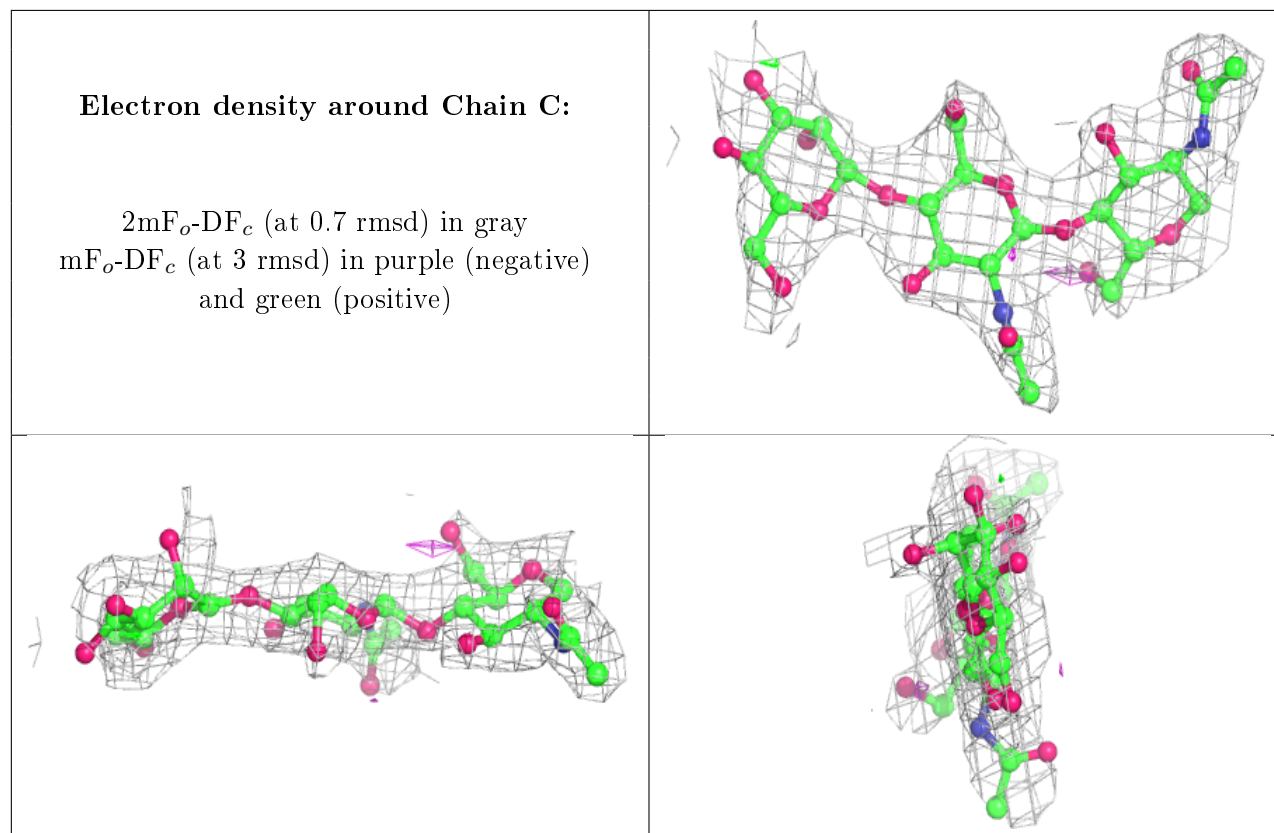 Electron density around Chain C:
2mFₒ-DF𝒸 (at 0.7 rmsd) in gray
mFₒ-DF𝒸 (at 3 rmsd) in purple (negative)
and green (positive)